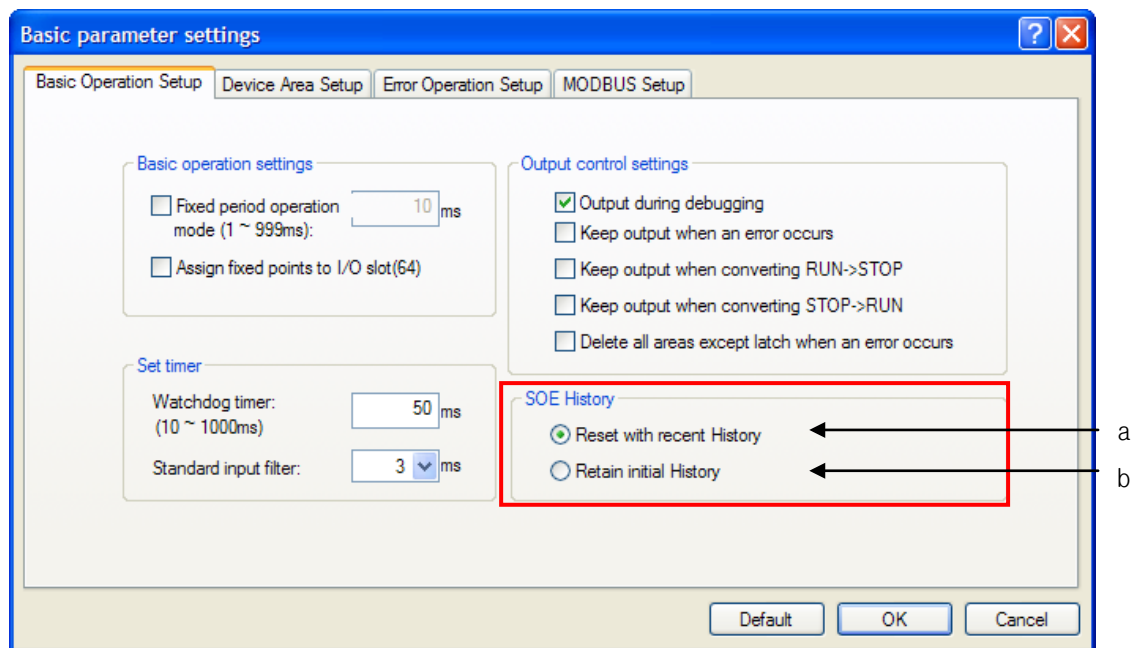 Basic parameter settings
Basic Operation Setup Device Area Setup Error Operation Setup MODBUS Setup
Basic operation settings
Fixed period operation 10 ms
mode (1 ~ 999ms):
Assign fixed points to I/O slot(64)
Set timer
Watchdog timer: 50 ms
(10 ~ 1000ms)
Standard input filter: 3 ms
Output control settings
Output during debugging
Keep output when an error occurs
Keep output when converting RUN->STOP
Keep output when converting STOP->RUN
Delete all areas except latch when an error occurs
SOE History
Reset with recent History a
Retain initial History b
Default OK Cancel